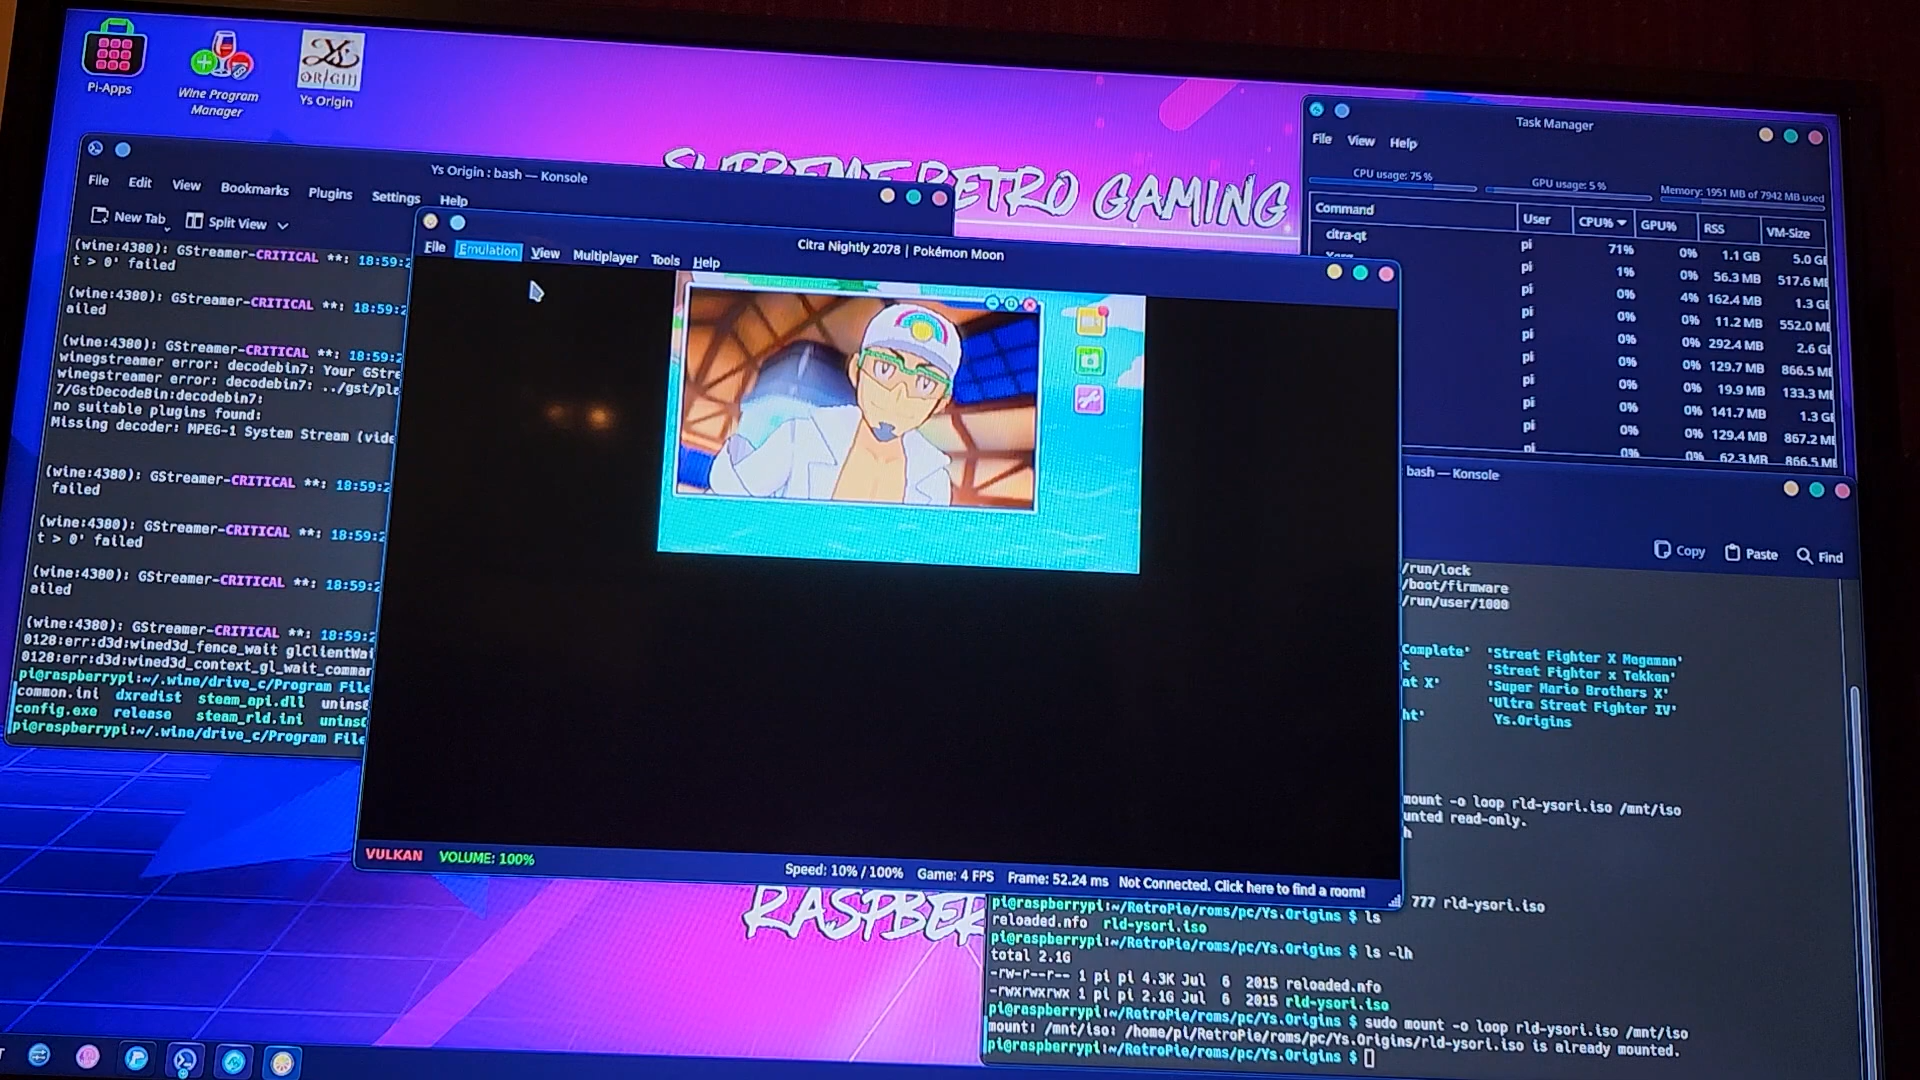 Pi-Apps
Wine Program
Manager
Ys
ORIGIN
Ys Origin
SUPREME RETRO GAMING
Ys Origin : bash — Konsole
File Edit View Bookmarks Plugins Settings Help
New Tab Split View
(wine:4380): GStreamer-CRITICAL **: 18:59:2
t > 0' failed
(wine:4380): GStreamer-CRITICAL **: 18:59:2
ailed
(wine:4380): GStreamer-CRITICAL **: 18:59:2
winegstreamer error: decodebin7: Your GStre
winegstreamer error: decodebin7: ../gst/pla
7/GstDecodeBin:decodebin7:
no suitable plugins found:
Missing decoder: MPEG-1 System Stream (vide
(wine:4380): GStreamer-CRITICAL **: 18:59:2
failed
(wine:4380): GStreamer-CRITICAL **: 18:59:2
t > 0' failed
(wine:4380): GStreamer-CRITICAL **: 18:59:2
ailed
(wine:4380): GStreamer-CRITICAL **: 18:59:2
0128:err:d3d:wined3d_fence_wait glClientWai
0128:err:d3d:wined3d_context_gl_wait_comman
pi@raspberrypi:~/.wine/drive_c/Program File
common.ini dxredist steam_api.dll unins0
config.exe release steam_rld.ini unins0
pi@raspberrypi:~/.wine/drive_c/Program File
Citra Nightly 2078 | Pokémon Moon
File Emulation View Multiplayer Tools Help
VULKAN VOLUME: 100%
Speed: 10% / 100% Game: 4 FPS Frame: 52.24 ms Not Connected. Click here to find a room!
Task Manager
File View Help
CPU usage: 75 % GPU usage: 5 % Memory: 1951 MB of 7942 MB used
Command User CPU% GPU% RSS VM-Size
citra-qt pi 71% 0% 1.1 GB 5.0 GB
Xorg pi 1% 0% 56.3 MB 517.6 MB
pi 0% 4% 162.4 MB 1.3 GB
pi 0% 0% 11.2 MB 552.0 MB
pi 0% 0% 292.4 MB 2.6 GB
pi 0% 0% 129.7 MB 866.5 MB
pi 0% 0% 19.9 MB 133.3 MB
pi 0% 0% 141.7 MB 1.3 GB
pi 0% 0% 129.4 MB 867.2 MB
pi 0% 0% 62.3 MB 866.5 MB
bash — Konsole
Copy Paste Find
/run/lock
/boot/firmware
/run/user/1000
Complete' 'Street Fighter X Megaman'
t 'Street Fighter x Tekken'
at X' 'Super Mario Brothers X'
'Ultra Street Fighter IV'
ht' Ys.Origins
mount -o loop rld-ysori.iso /mnt/iso
unted read-only.
h
777 rld-ysori.iso
pi@raspberrypi:~/RetroPie/roms/pc/Ys.Origins $ ls
reloaded.nfo rld-ysori.iso
pi@raspberrypi:~/RetroPie/roms/pc/Ys.Origins $ ls -lh
total 2.1G
-rw-r--r-- 1 pi pi 4.3K Jul 6 2015 reloaded.nfo
-rwxrwxrwx 1 pi pi 2.1G Jul 6 2015 rld-ysori.iso
pi@raspberrypi:~/RetroPie/roms/pc/Ys.Origins $ sudo mount -o loop rld-ysori.iso /mnt/iso
mount: /mnt/iso: /home/pi/RetroPie/roms/pc/Ys.Origins/rld-ysori.iso is already mounted.
pi@raspberrypi:~/RetroPie/roms/pc/Ys.Origins $
RASPBER